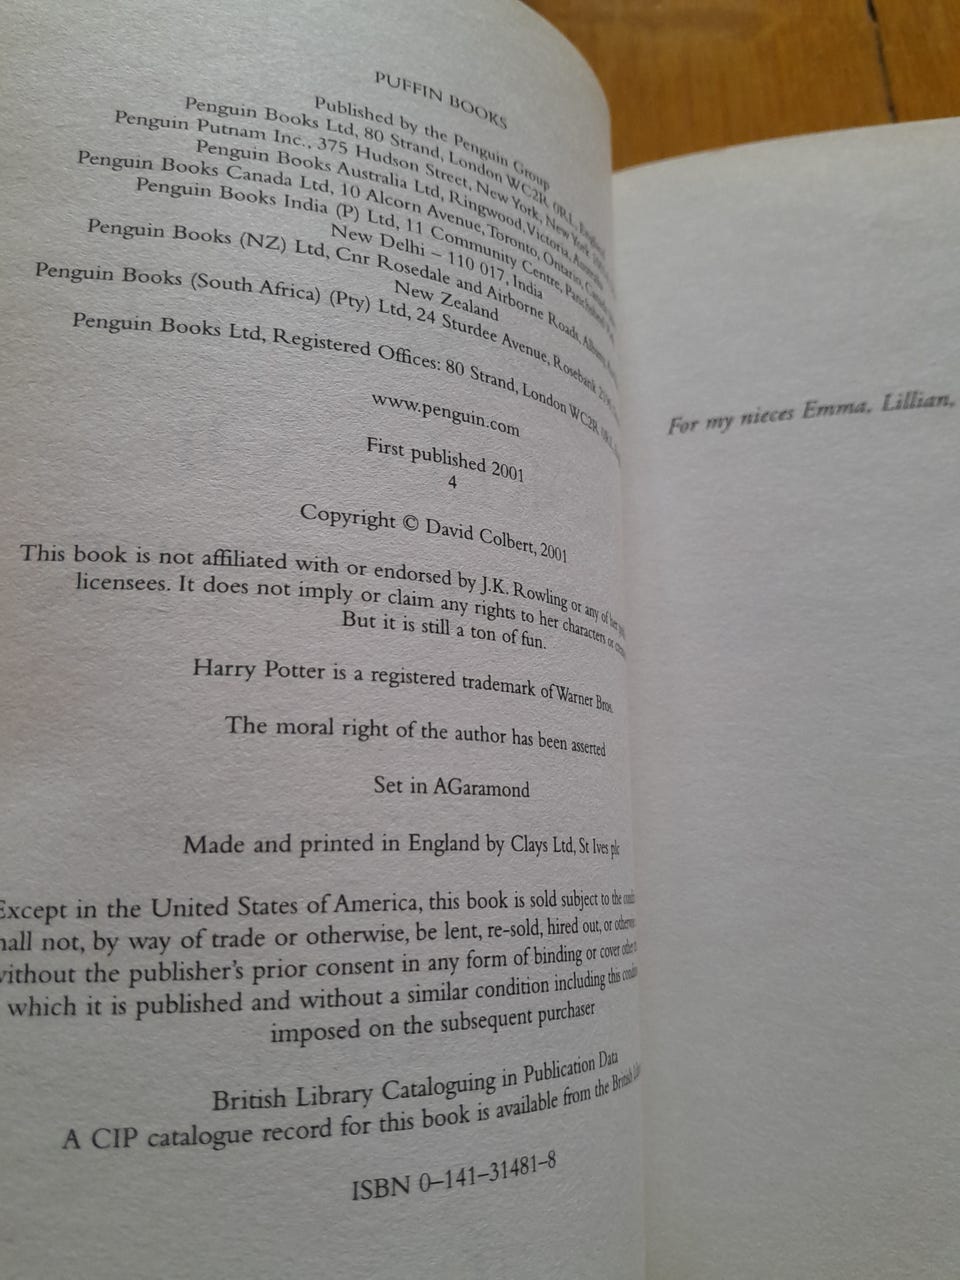 PUFFIN BOOKS
Published by the Penguin Group
Penguin Books Ltd, 80 Strand, London WC2R 0RL, England
Penguin Putnam Inc., 375 Hudson Street, New York, New York
Penguin Books Australia Ltd, Ringwood, Victoria, Australia
Penguin Books Canada Ltd, 10 Alcorn Avenue, Toronto, Ontario, Canada
Penguin Books India (P) Ltd, 11 Community Centre,
New Delhi – 110 017, India
Penguin Books (NZ) Ltd, Cnr Rosedale and Airborne Roads, Albany,
New Zealand
Penguin Books (South Africa) (Pty) Ltd, 24 Sturdee Avenue, Rosebank
Penguin Books Ltd, Registered Offices: 80 Strand, London WC2R 0RL,
www.penguin.com
First published 2001
4
Copyright © David Colbert, 2001
This book is not affiliated with or endorsed by J.K. Rowling or any of her
licensees. It does not imply or claim any rights to her characters or
But it is still a ton of fun.
Harry Potter is a registered trademark of Warner Bros.
The moral right of the author has been asserted
Set in AGaramond
Made and printed in England by Clays Ltd, St Ives plc
Except in the United States of America, this book is sold subject to the
hall not, by way of trade or otherwise, be lent, re-sold, hired out, or
without the publisher's prior consent in any form of binding or cover
which it is published and without a similar condition including this
imposed on the subsequent purchaser
British Library Cataloguing in Publication Data
A CIP catalogue record for this book is available from the British
ISBN 0–141–31481–8
For my nieces Emma, Lillian,